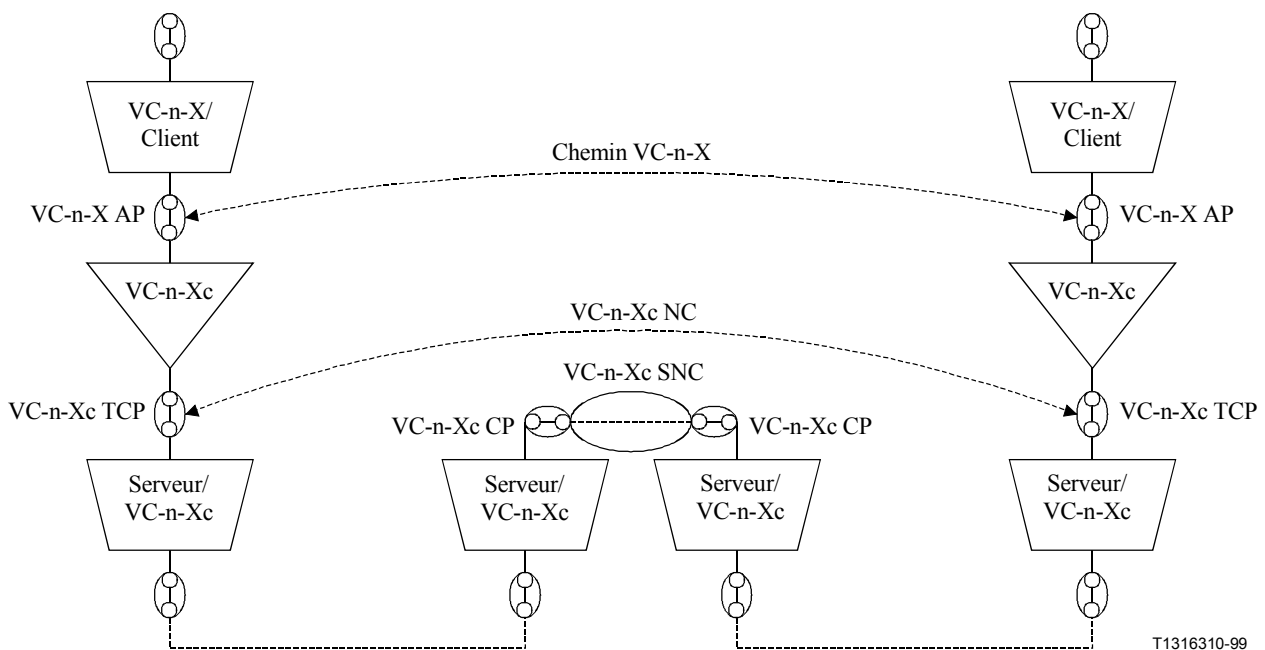 VC-n-X/
Client
VC-n-X/
Client
Chemin VC-n-X
VC-n-X AP
VC-n-X AP
VC-n-Xc
VC-n-Xc
VC-n-Xc NC
VC-n-Xc SNC
VC-n-Xc TCP
VC-n-Xc CP
VC-n-Xc CP
VC-n-Xc TCP
Serveur/
VC-n-Xc
Serveur/
VC-n-Xc
Serveur/
VC-n-Xc
Serveur/
VC-n-Xc
T1316310-99